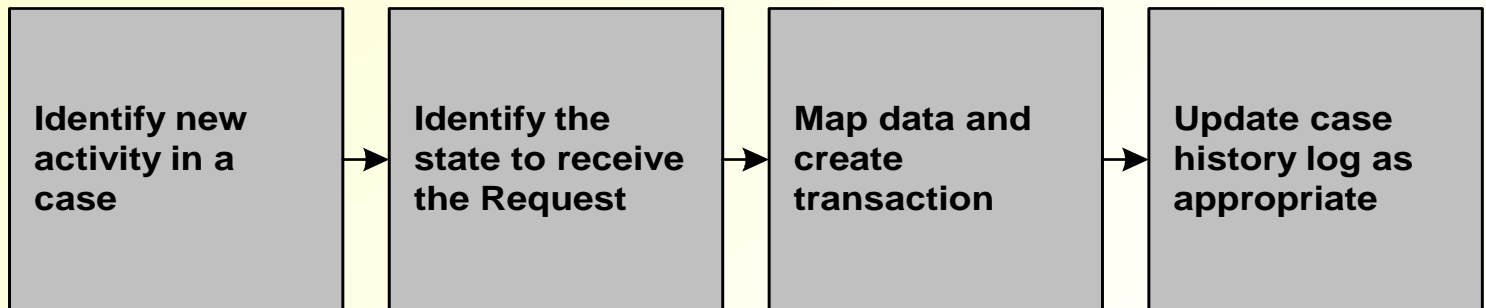 Identify new
activity in a
case
Identify the
state to receive
the Request
Map data and
create
transaction
Update case
history log as
appropriate